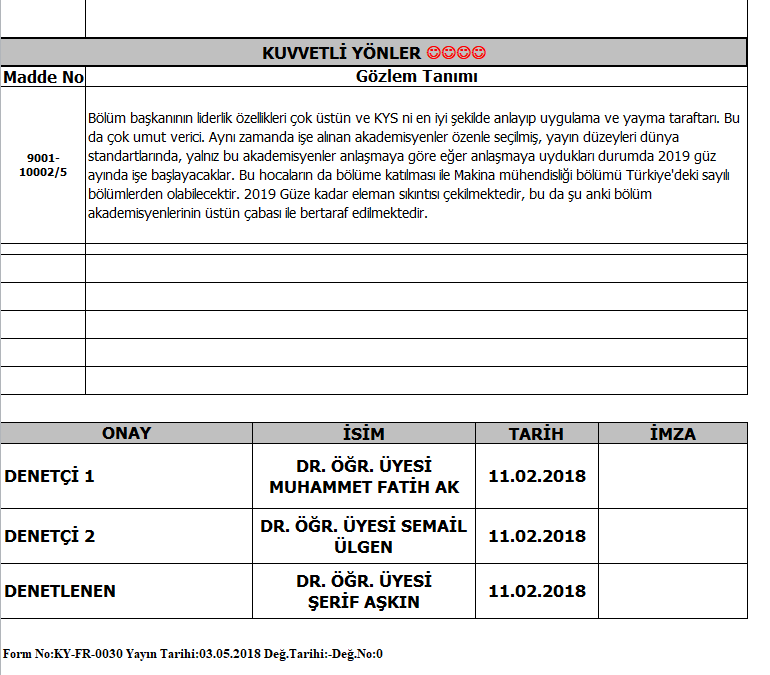 KUVVETLİ YÖNLER ☺☺☺☺
Madde No Gözlem Tanımı
9001-
10002/5
Bölüm başkanının liderlik özellikleri çok üstün ve KYS ni en iyi şekilde anlayıp uygulama ve yayma taraftarı. Bu
da çok umut verici. Aynı zamanda işe alınan akademisyenler özenle seçilmiş, yayın düzeyleri dünya
standartlarında, yalnız bu akademisyenler anlaşmaya göre eğer anlaşmaya uydukları durumda 2019 güz
ayında işe başlayacaklar. Bu hocaların da bölüme katılması ile Makina mühendisliği bölümü Türkiye'deki sayılı
bölümlerden olabilecektir. 2019 Güze kadar eleman sıkıntısı çekilmektedir, bu da şu anki bölüm
akademisyenlerinin üstün çabası ile bertaraf edilmektedir.
ONAY İSİM TARİH İMZA
DENETÇİ 1 DR. ÖĞR. ÜYESİ
MUHAMMET FATİH AK 11.02.2018
DENETÇİ 2 DR. ÖĞR. ÜYESİ SEMAİL
ÜLGEN 11.02.2018
DENETLENEN DR. ÖĞR. ÜYESİ
ŞERİF AŞKIN 11.02.2018
Form No:KY-FR-0030 Yayın Tarihi:03.05.2018 Değ.Tarihi:-Değ.No:0